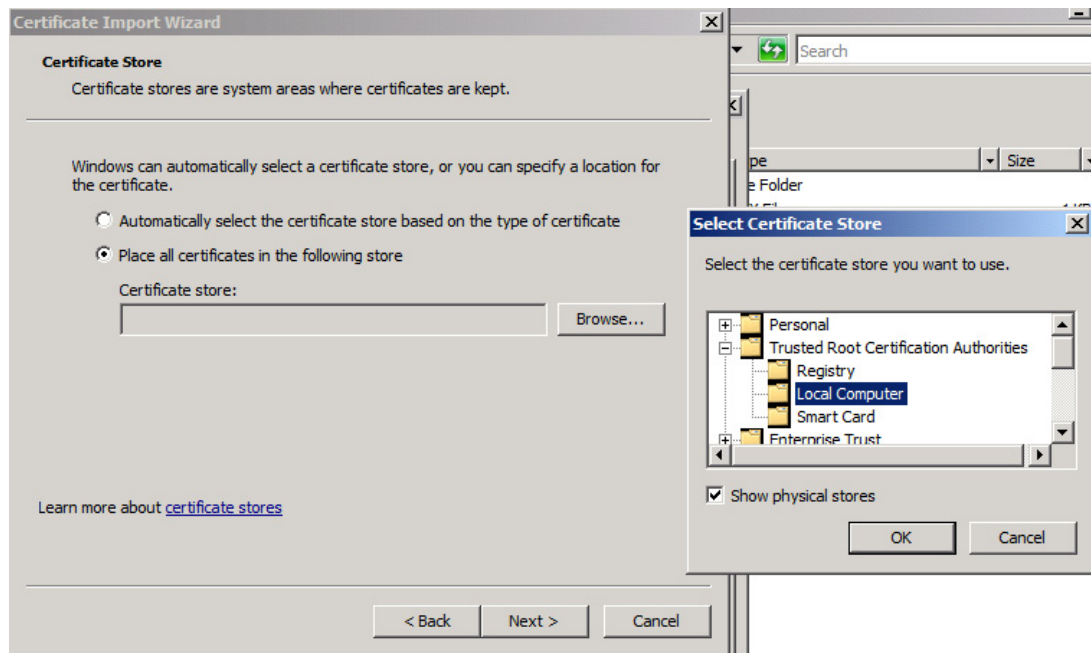 Certificate Import Wizard
Certificate Store
Certificate stores are system areas where certificates are kept.
Windows can automatically select a certificate store, or you can specify a location for
the certificate.
Automatically select the certificate store based on the type of certificate
Place all certificates in the following store
Certificate store:
Browse...
Learn more about certificate stores
< Back
Next >
Cancel
Search
pe
Size
e Folder
Select Certificate Store
Select the certificate store you want to use.
Personal
Trusted Root Certification Authorities
Registry
Local Computer
Smart Card
Enterprise Trust
Show physical stores
OK
Cancel